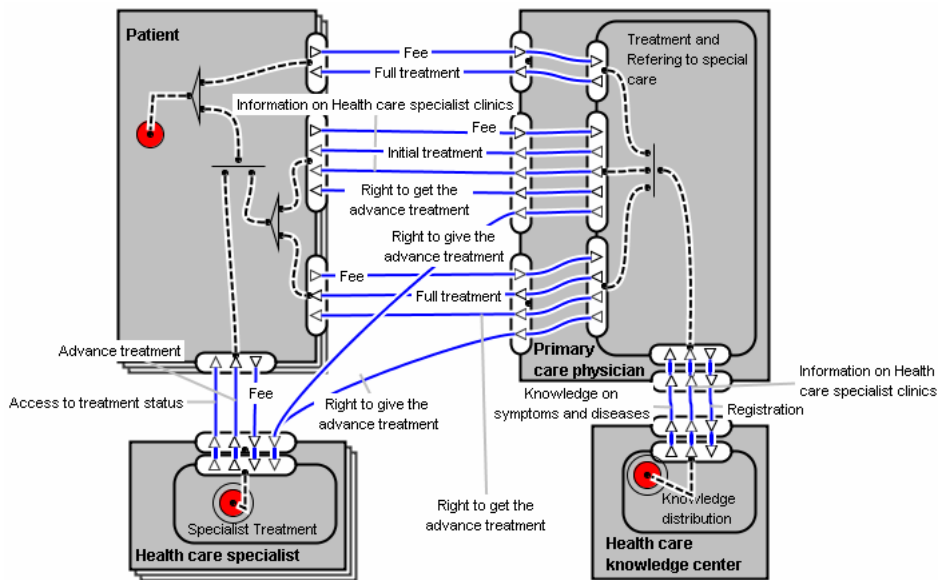 Patient
Fee
Full treatment
Treatment and
Refering to special
care
Information on Health care specialist clinics
Fee
Initial treatment
Right to get the
advance treatment
Right to give the
advance treatment
Fee
Full treatment
Advance treatment
Access to treatment status
Fee
Right to give the
advance treatment
Primary
care physician
Knowledge on
symptoms and diseases
Information on Health
care specialist clinics
Registration
Right to get the
advance treatment
Specialist Treatment
Health care specialist
Knowledge
distribution
Health care
knowledge center